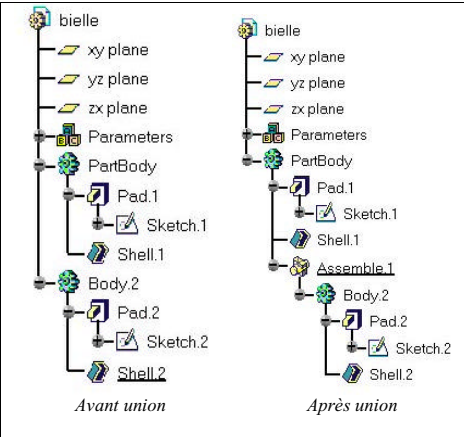 bielle
xy plane
yz plane
zx plane
Parameters
PartBody
Pad.1
Sketch.1
Shell.1
Body.2
Pad.2
Sketch.2
Shell.2
Avant union
bielle
xy plane
yz plane
zx plane
Parameters
PartBody
Pad.1
Sketch.1
Shell.1
Assemble.1
Body.2
Pad.2
Sketch.2
Shell.2
Après union